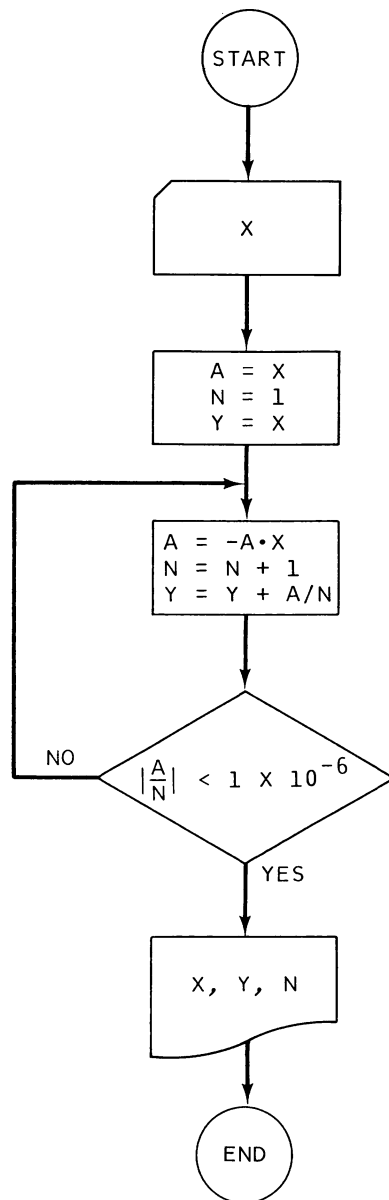 START
X
A = X
N = 1
Y = X
A = -A•X
N = N + 1
Y = Y + A/N
NO
|A/N| < 1 X 10⁻⁶
YES
X, Y, N
END